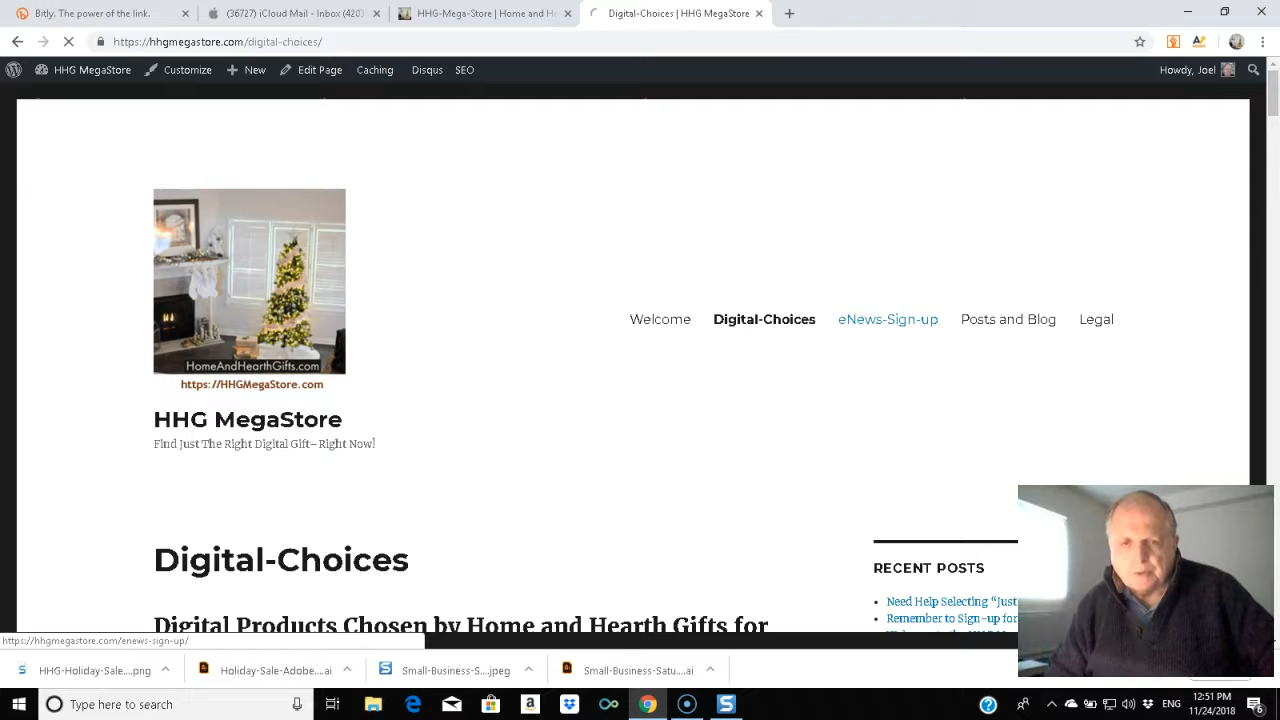 Bitly. The power of the link.
(36727) iCloud Mail - Inbox (420
HHG-Mega-Store | Home and H
Digital-Choices | HHG MegaStore
https://hhgmegastore.com/digital-choices/
HHG MegaStore
Customize
New
Edit Page
Caching
Disqus
SEO
Howdy, Joel
HomeAndHearthGifts.com
https://HHGMegaStore.com
Welcome
Digital-Choices
eNews-Sign-up
Posts and Blog
Legal
HHG MegaStore
Find Just The Right Digital Gift—Right Now!
Digital-Choices
Digital Products Chosen by Home and Hearth Gifts for
RECENT POSTS
Need Help Selecting "Just
Remember to Sign-up for
https://hhgmegastore.com/enews-sign-up/
HHG-Holiday-Sale....png
Holiday-Sale-Adobe....ai
Small-Business-S....jpeg
Small-Business-Satu....ai
Type here to search
ENG
12:51 PM
11/24/2018
6